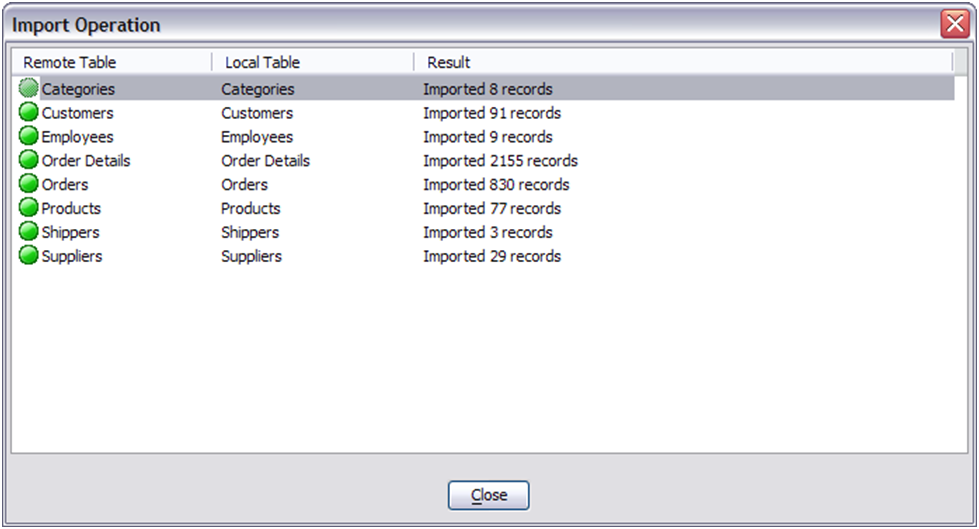 Import Operation
Remote Table Local Table Result
Categories Categories Imported 8 records
Customers Customers Imported 91 records
Employees Employees Imported 9 records
Order Details Order Details Imported 2155 records
Orders Orders Imported 830 records
Products Products Imported 77 records
Shippers Shippers Imported 3 records
Suppliers Suppliers Imported 29 records
Close